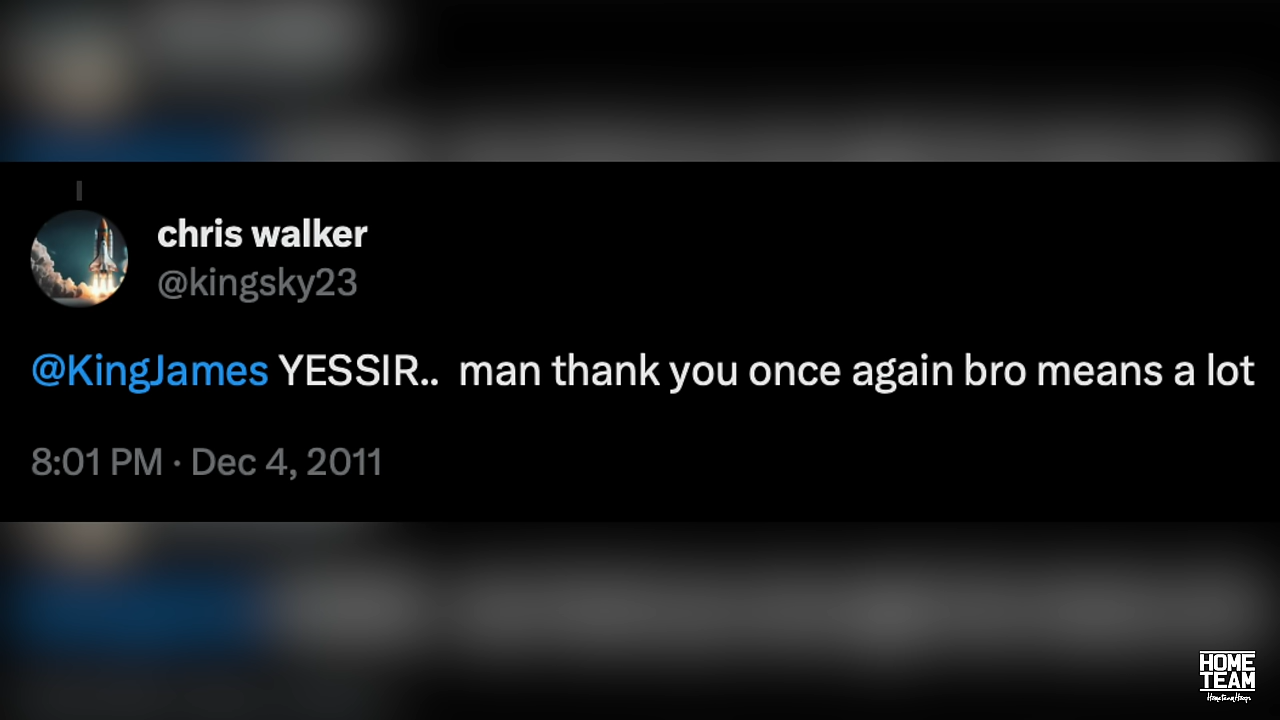 chris walker
@kingsky23
@KingJames YESSIR..  man thank you once again bro means a lot
8:01 PM · Dec 4, 2011
HOME
TEAM
HomeTeamHoops